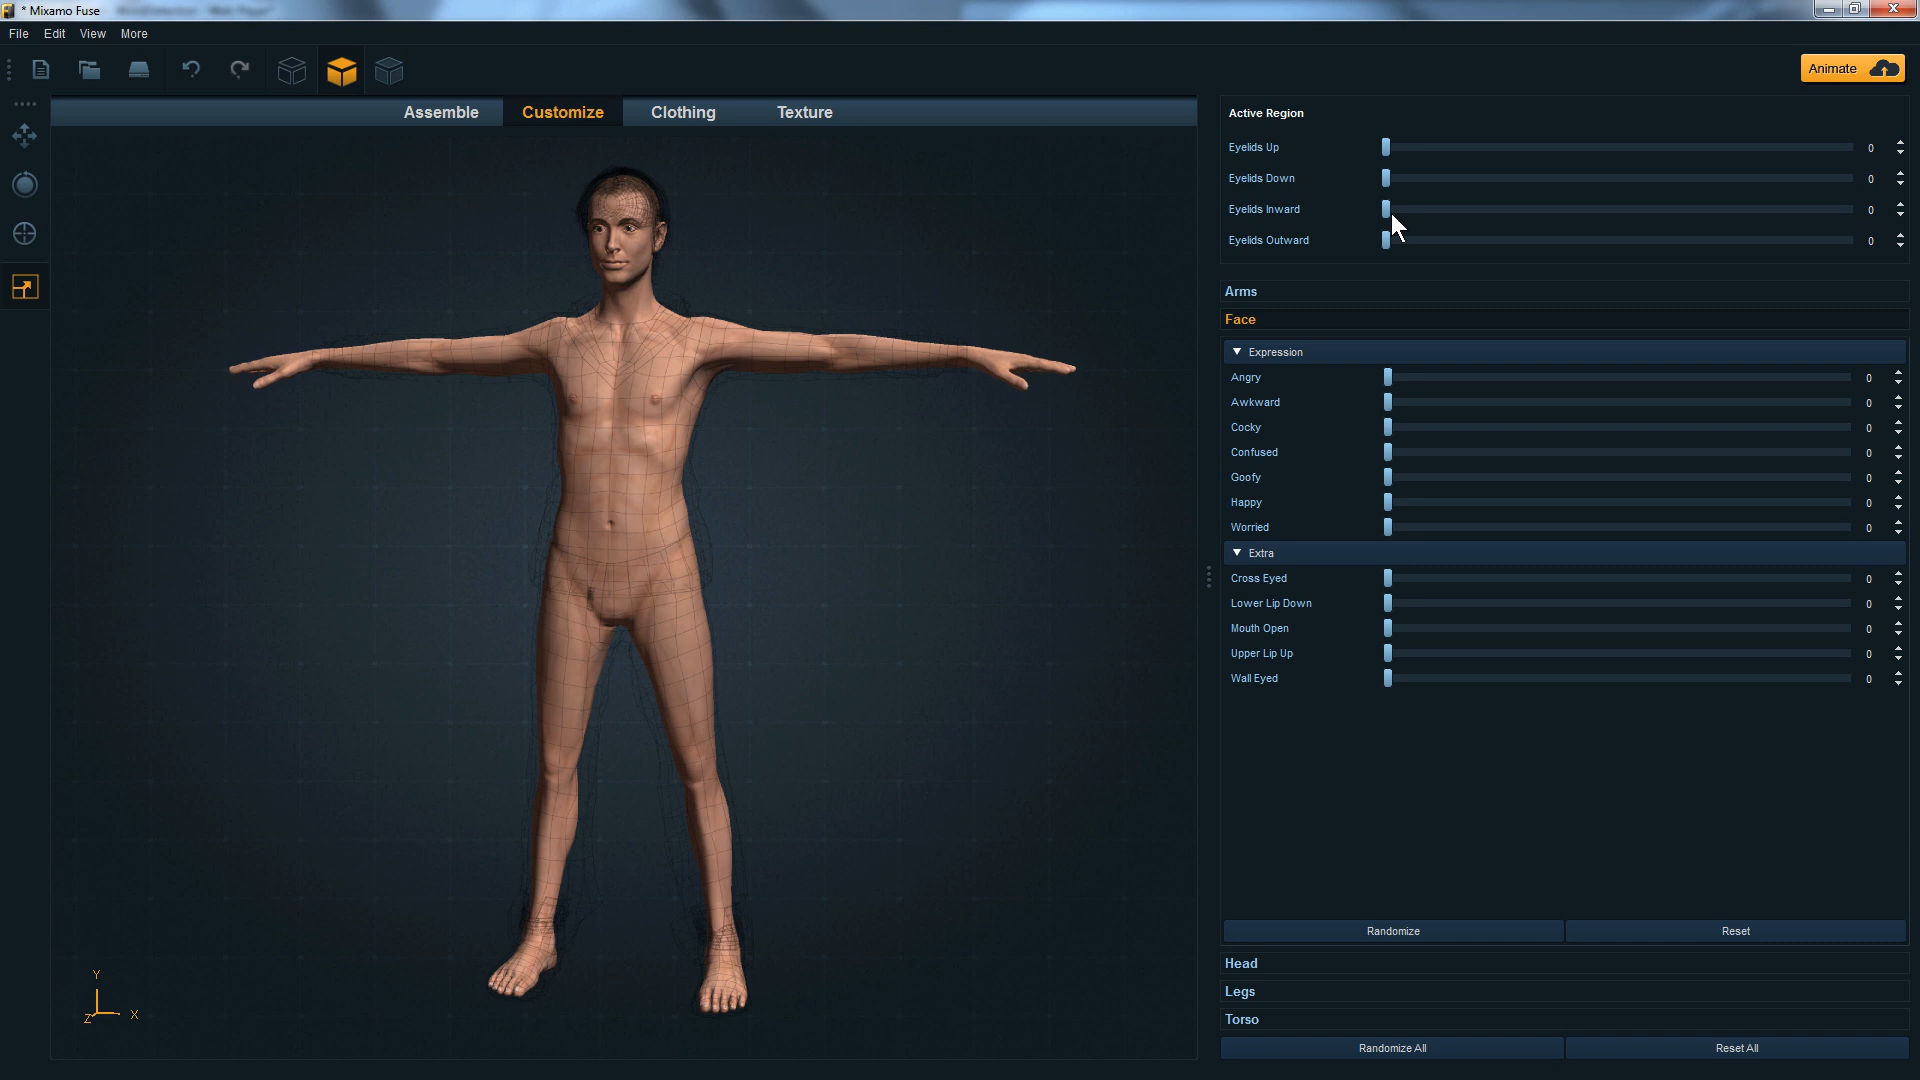 * Mixamo Fuse
File Edit View More
Animate
Assemble Customize Clothing Texture
Active Region
Eyelids Up 0
Eyelids Down 0
Eyelids Inward 0
Eyelids Outward 0
Arms
Face
Expression
Angry 0
Awkward 0
Cocky 0
Confused 0
Goofy 0
Happy 0
Worried 0
Extra
Cross Eyed 0
Lower Lip Down 0
Mouth Open 0
Upper Lip Up 0
Wall Eyed 0
Randomize Reset
Head
Legs
Torso
Randomize All Reset All
Y
Z X